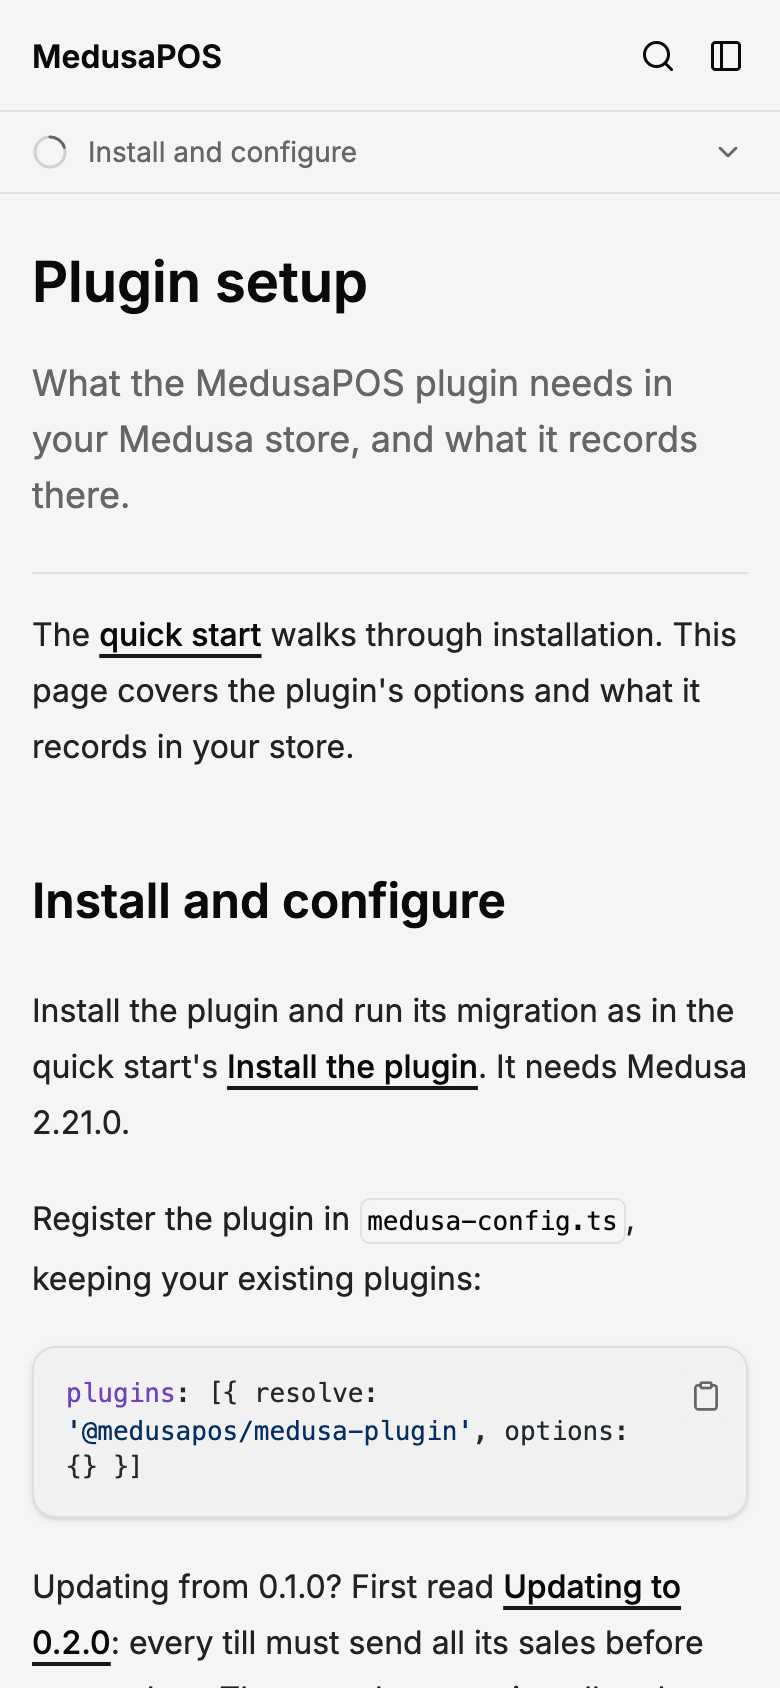 MedusaPOS
Install and configure
Plugin setup
What the MedusaPOS plugin needs in
your Medusa store, and what it records
there.
The quick start walks through installation. This
page covers the plugin's options and what it
records in your store.
Install and configure
Install the plugin and run its migration as in the
quick start's Install the plugin. It needs Medusa
2.21.0.
Register the plugin in medusa-config.ts,
keeping your existing plugins:
plugins: [{ resolve:
'@medusapos/medusa-plugin', options:
{} }]
Updating from 0.1.0? First read Updating to
0.2.0: every till must send all its sales before